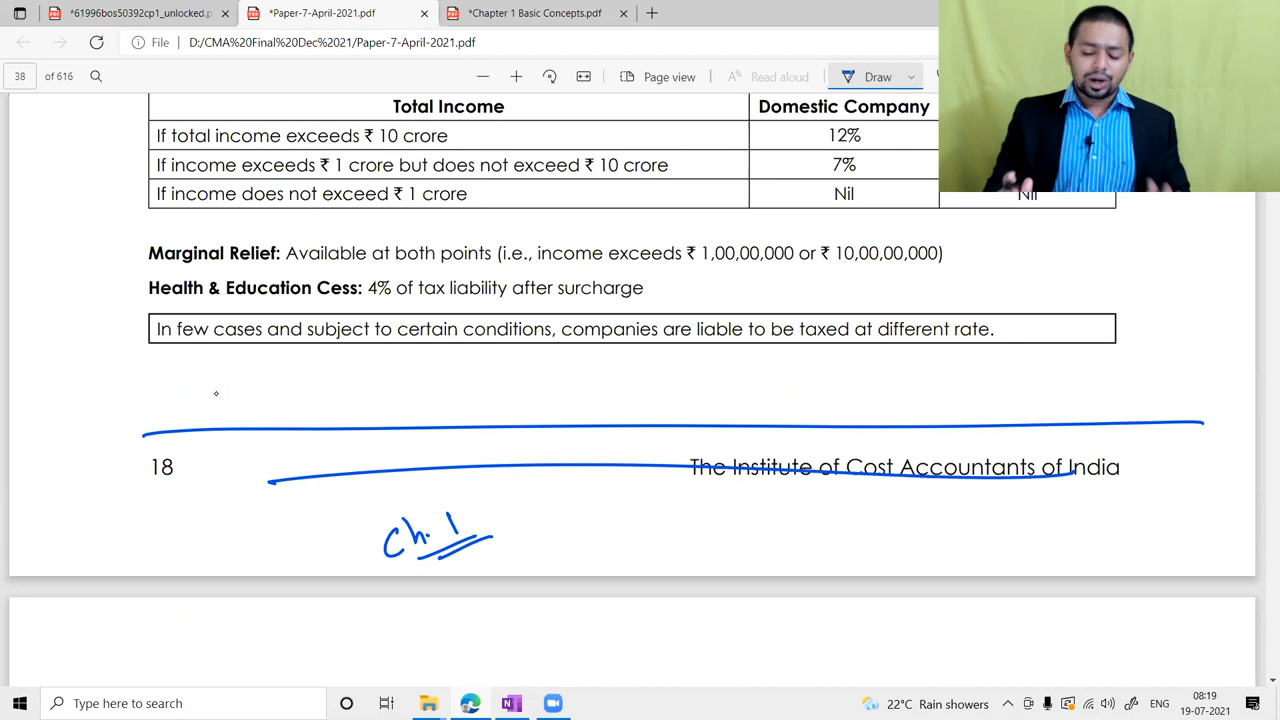 *61996bos50392cp1_unlocked.p
*Paper-7-April-2021.pdf
*Chapter 1 Basic Concepts.pdf
File
D:/CMA%20Final%20Dec%2021/Paper-7-April-2021.pdf
38 of 616
Page view
Read aloud
Draw
Total Income Domestic Company
If total income exceeds ₹ 10 crore 12%
If income exceeds ₹ 1 crore but does not exceed ₹ 10 crore 7%
If income does not exceed ₹ 1 crore Nil Nil
Marginal Relief: Available at both points (i.e., income exceeds ₹ 1,00,00,000 or ₹ 10,00,00,000)
Health & Education Cess: 4% of tax liability after surcharge
In few cases and subject to certain conditions, companies are liable to be taxed at different rate.
18 The Institute of Cost Accountants of India
Ch. 1
Type here to search
22°C Rain showers
ENG
08:19
19-07-2021